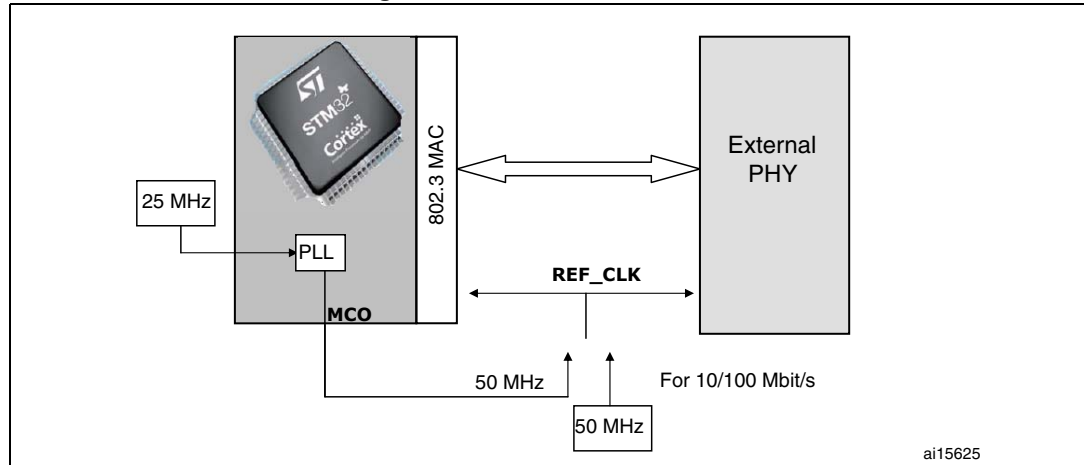 ST
STM32
Cortex
802.3 MAC
External
PHY
25 MHz
PLL
REF_CLK
MCO
50 MHz
For 10/100 Mbit/s
50 MHz
ai15625